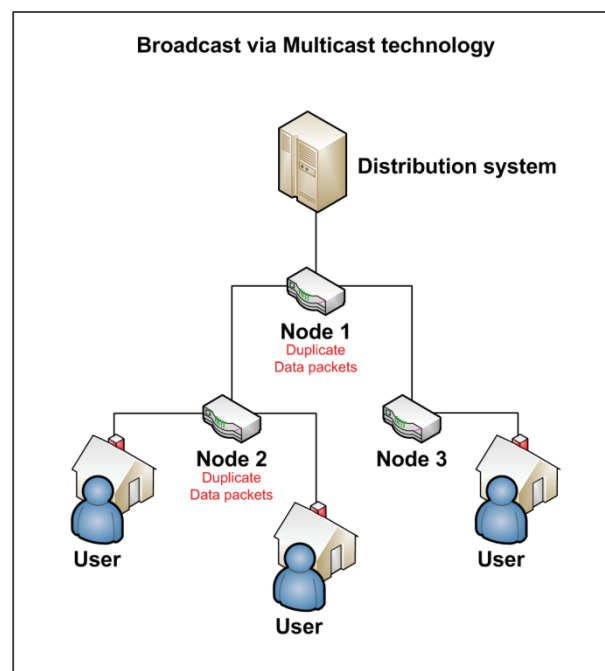 Broadcast via Multicast technology
Distribution system
Node 1
Duplicate
Data packets
Node 2
Duplicate
Data packets
Node 3
User
User
User